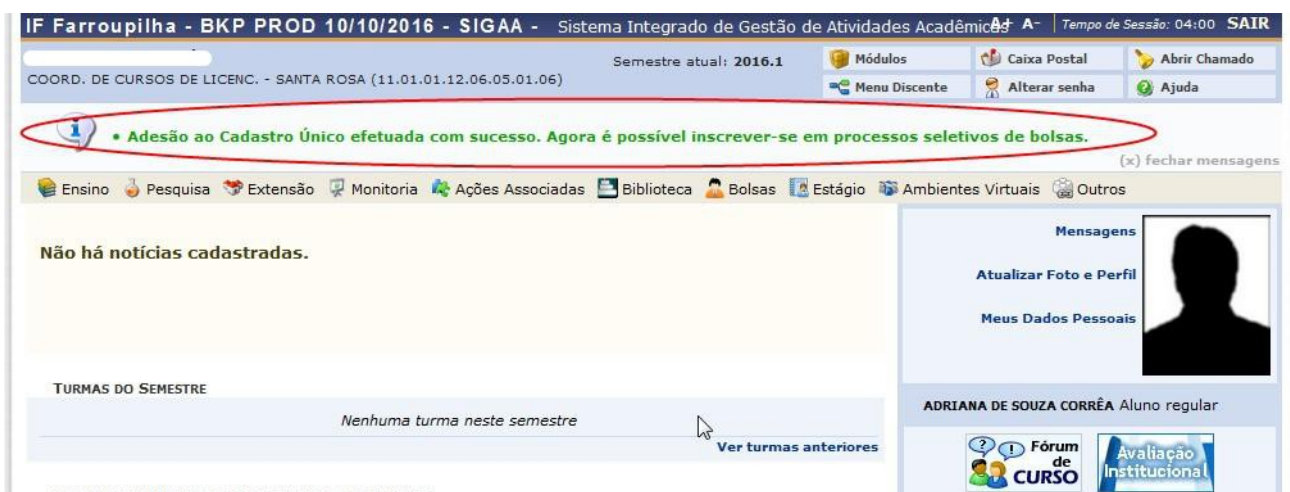 IF Farroupilha - BKP PROD 10/10/2016 - SIGAA - Sistema Integrado de Gestão de Atividades Acadêmicas A+ A- Tempo de Sessão: 04:00 SAIR
Semestre atual: 2016.1 Módulos Caixa Postal Abrir Chamado
COORD. DE CURSOS DE LICENC. - SANTA ROSA (11.01.01.12.06.05.01.06)
Menu Discente Alterar senha Ajuda
• Adesão ao Cadastro Único efetuada com sucesso. Agora é possível inscrever-se em processos seletivos de bolsas.
(x) fechar mensagens
Ensino Pesquisa Extensão Monitoria Ações Associadas Biblioteca Bolsas Estágio Ambientes Virtuais Outros
Mensagens
Não há notícias cadastradas.
Atualizar Foto e Perfil
Meus Dados Pessoais
TURMAS DO SEMESTRE
ADRIANA DE SOUZA CORRÊA Aluno regular
Nenhuma turma neste semestre
Ver turmas anteriores
Fórum
de
CURSO
Avaliação
Institucional